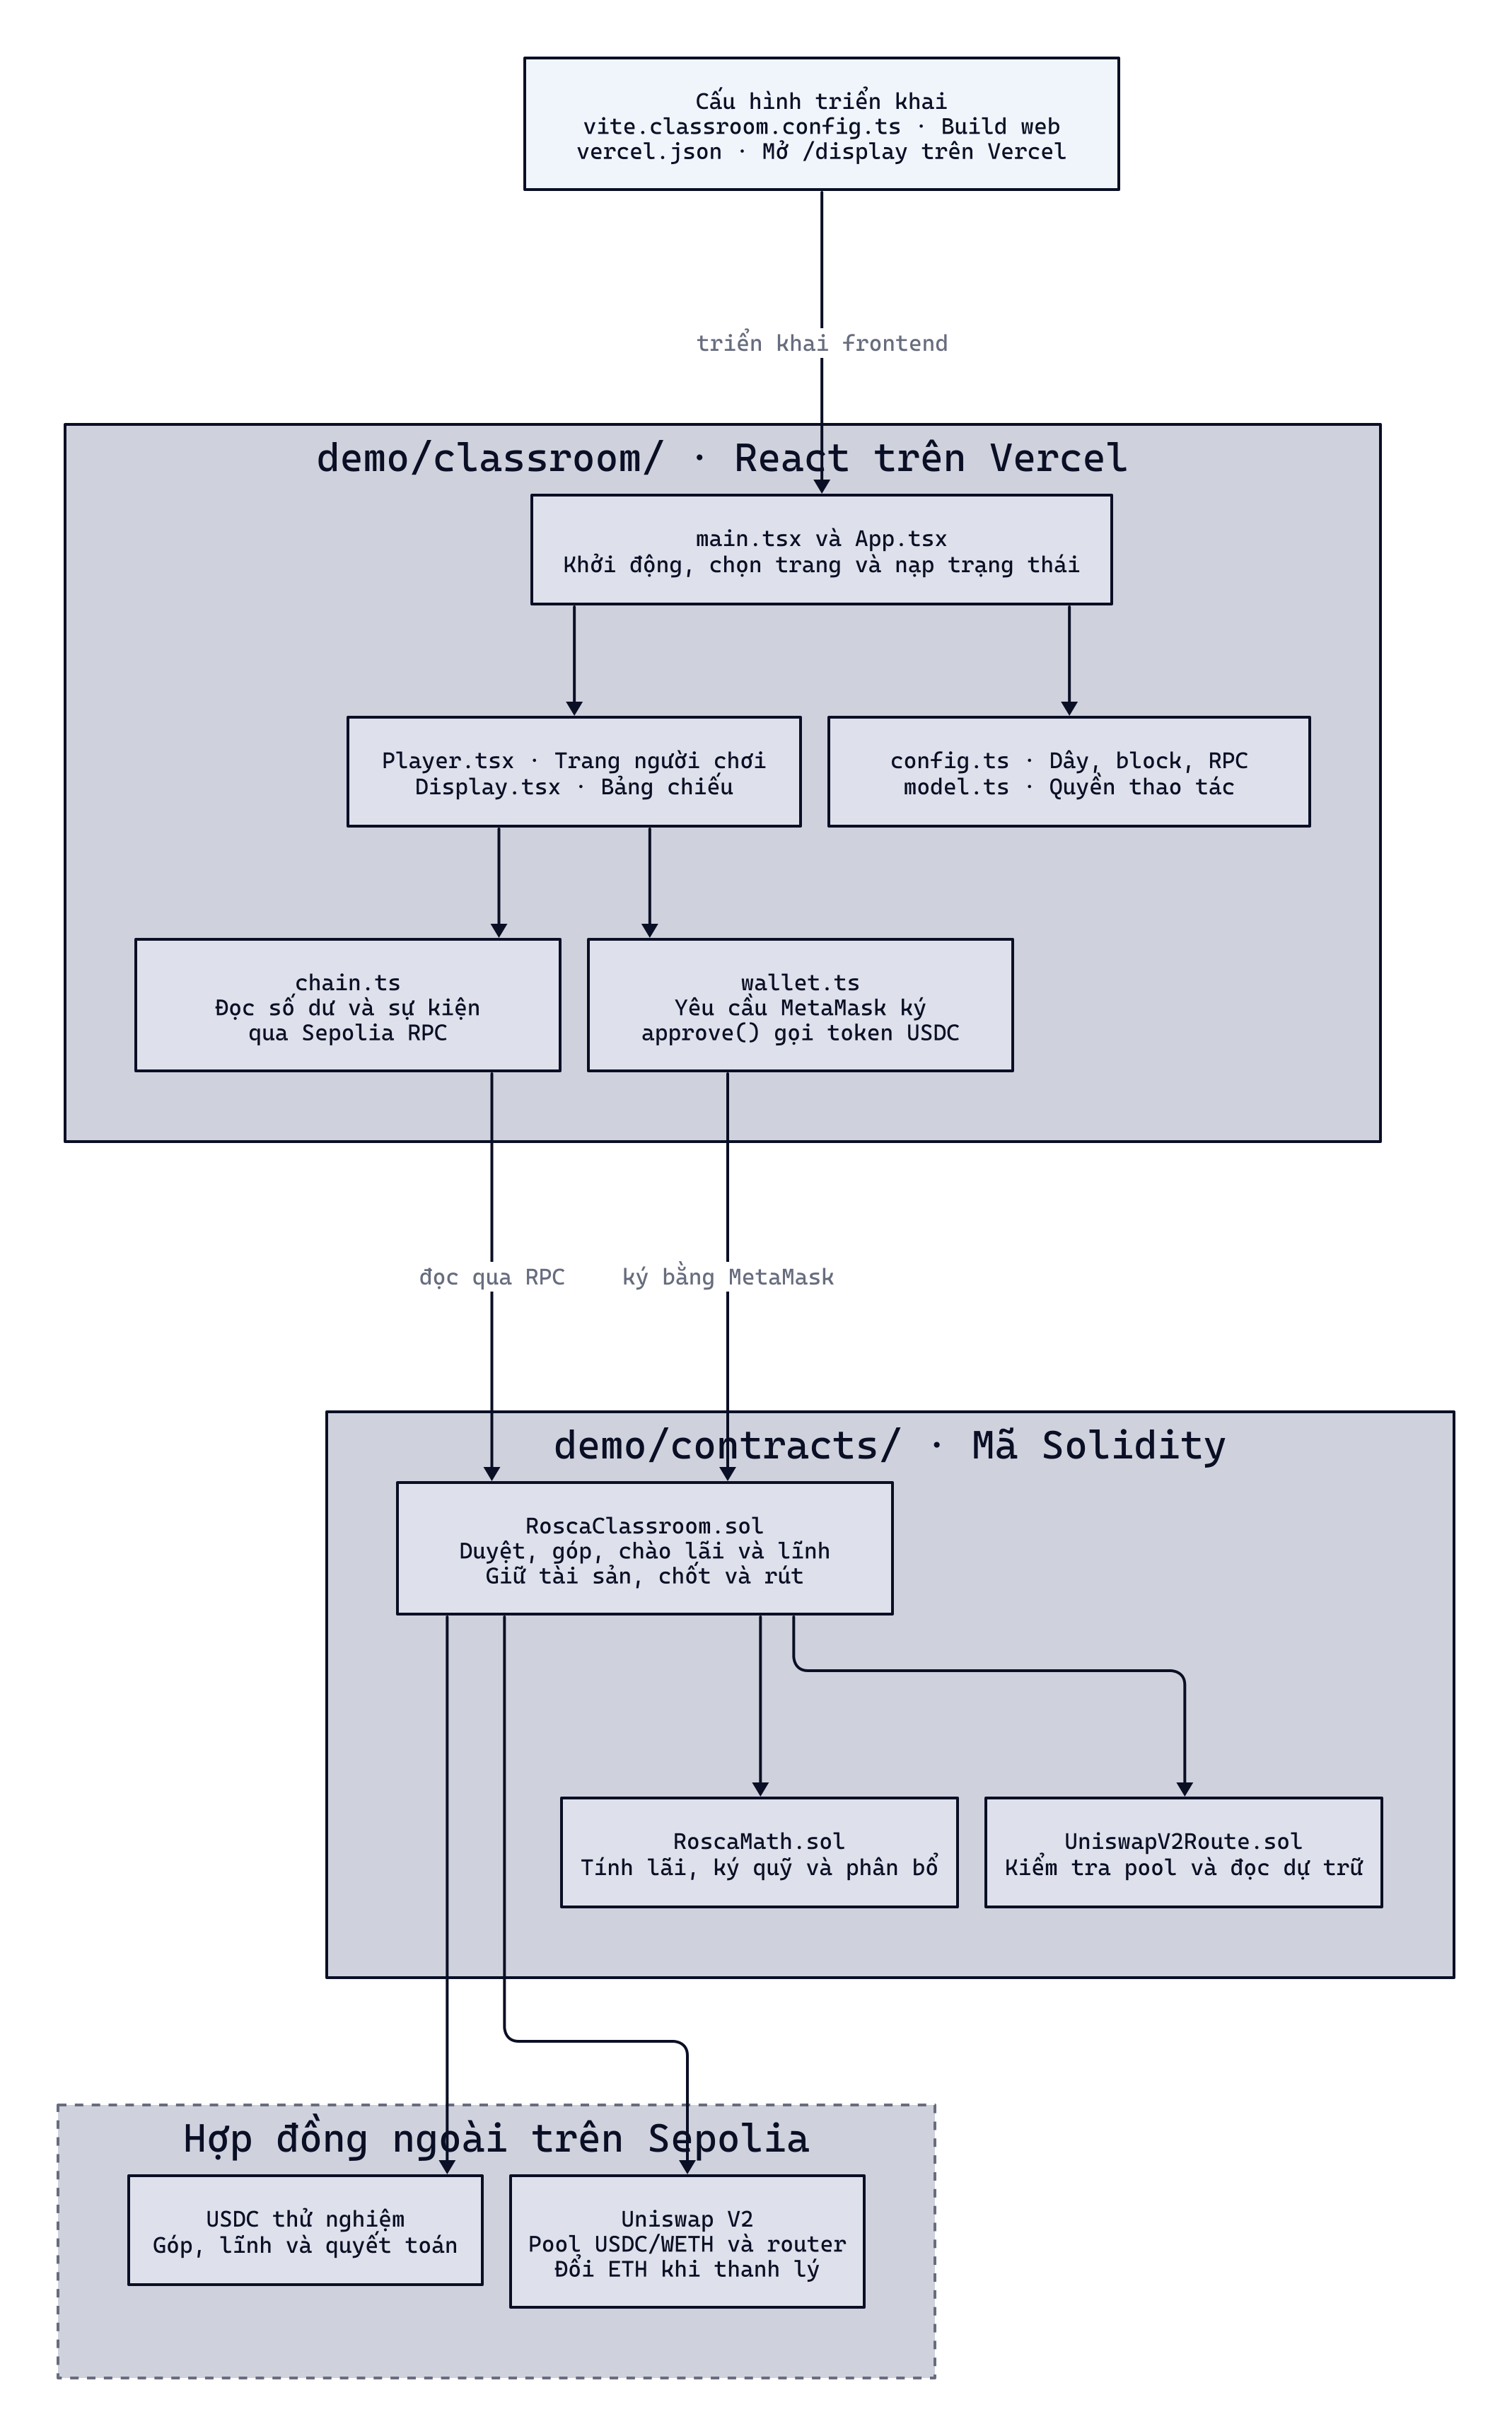 Cấu hình triển khai
vite.classroom.config.ts · Build web
vercel.json · Mở /display trên Vercel
triển khai frontend
demo/classroom/ · React trên Vercel
main.tsx và App.tsx
Khởi động, chọn trang và nạp trạng thái
Player.tsx · Trang người chơi
Display.tsx · Bảng chiếu
config.ts · Dây, block, RPC
model.ts · Quyền thao tác
chain.ts
Đọc số dư và sự kiện
qua Sepolia RPC
wallet.ts
Yêu cầu MetaMask ký
approve() gọi token USDC
đọc qua RPC
ký bằng MetaMask
demo/contracts/ · Mã Solidity
RoscaClassroom.sol
Duyệt, góp, chào lãi và lĩnh
Giữ tài sản, chốt và rút
RoscaMath.sol
Tính lãi, ký quỹ và phân bổ
UniswapV2Route.sol
Kiểm tra pool và đọc dự trữ
Hợp đồng ngoài trên Sepolia
USDC thử nghiệm
Góp, lĩnh và quyết toán
Uniswap V2
Pool USDC/WETH và router
Đổi ETH khi thanh lý